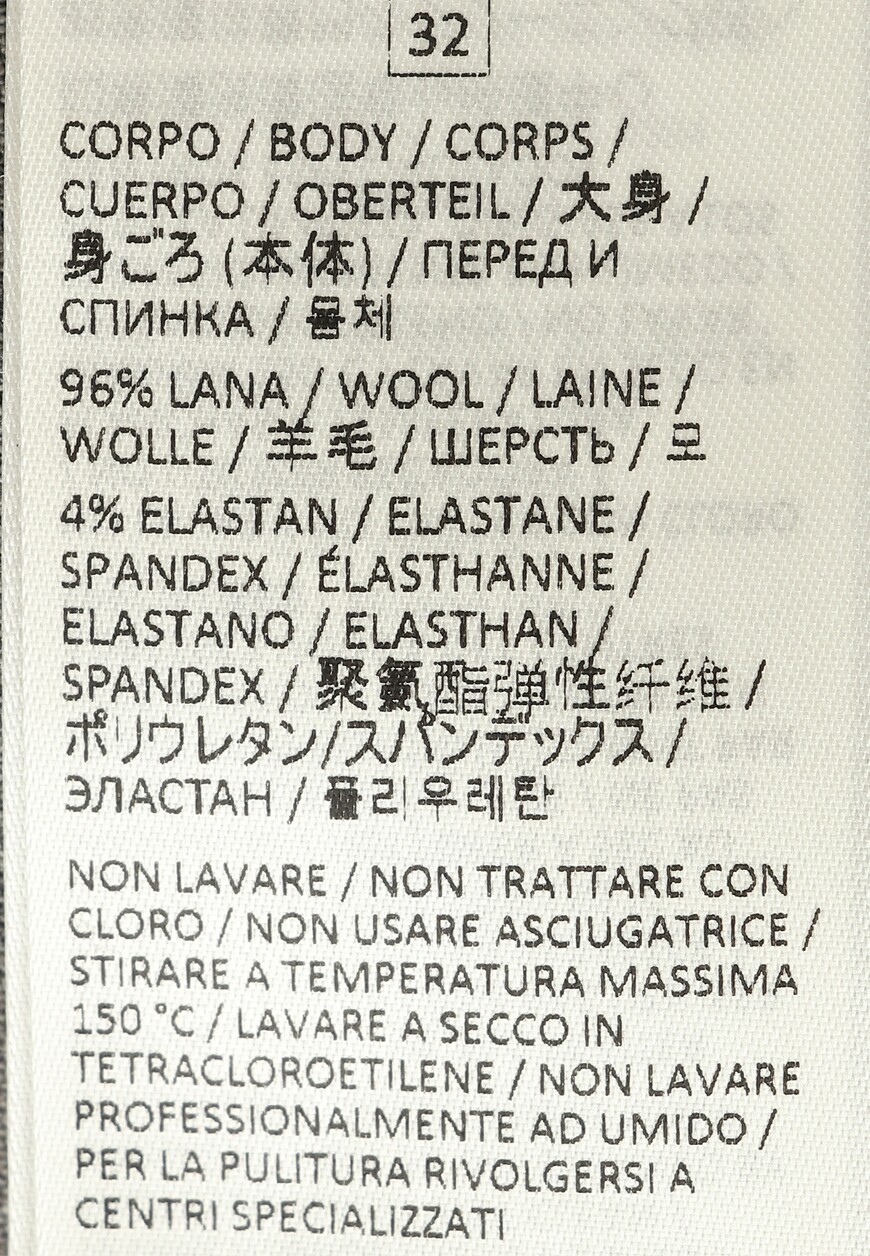 32
CORPO / BODY / CORPS /
CUERPO / OBERTEIL / 大身 /
身ごろ (本体) / ПЕРЕД И
СПИНКА / 몸체
96% LANA / WOOL / LAINE /
WOLLE / 羊毛 / ШЕРСТЬ / 모
4% ELASTAN / ELASTANE /
SPANDEX / ÉLASTHANNE /
ELASTANO / ELASTHAN /
SPANDEX / 聚氨酯弹性纤维 /
ポリウレタン/スパンデックス /
ЭЛАСТАН / 폴리우레탄
NON LAVARE / NON TRATTARE CON
CLORO / NON USARE ASCIUGATRICE /
STIRARE A TEMPERATURA MASSIMA
150 °C / LAVARE A SECCO IN
TETRACLOROETILENE / NON LAVARE
PROFESSIONALMENTE AD UMIDO /
PER LA PULITURA RIVOLGERSI A
CENTRI SPECIALIZZATI